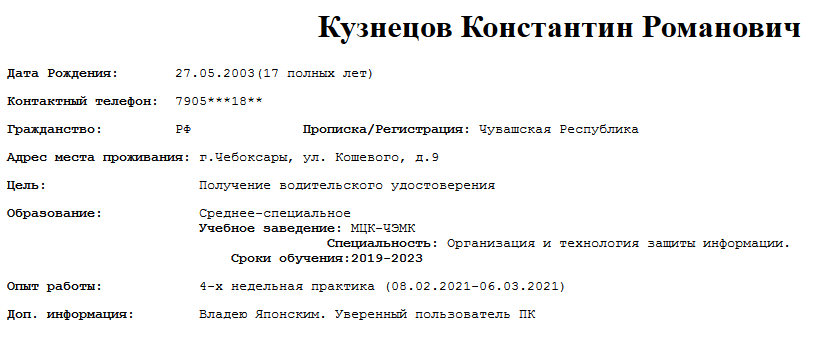 Кузнецов Константин Романович
Дата Рождения: 27.05.2003(17 полных лет)
Контактный телефон: 7905***18**
Гражданство: РФ Прописка/Регистрация: Чувашская Республика
Адрес места проживания: г.Чебоксары, ул. Кошевого, д.9
Цель: Получение водительского удостоверения
Образование: Среднее-специальное
Учебное заведение: МЦК-ЧЭМК
Специальность: Организация и технология защиты информации.
Сроки обучения:2019-2023
Опыт работы: 4-х недельная практика (08.02.2021-06.03.2021)
Доп. информация: Владею Японским. Уверенный пользователь ПК